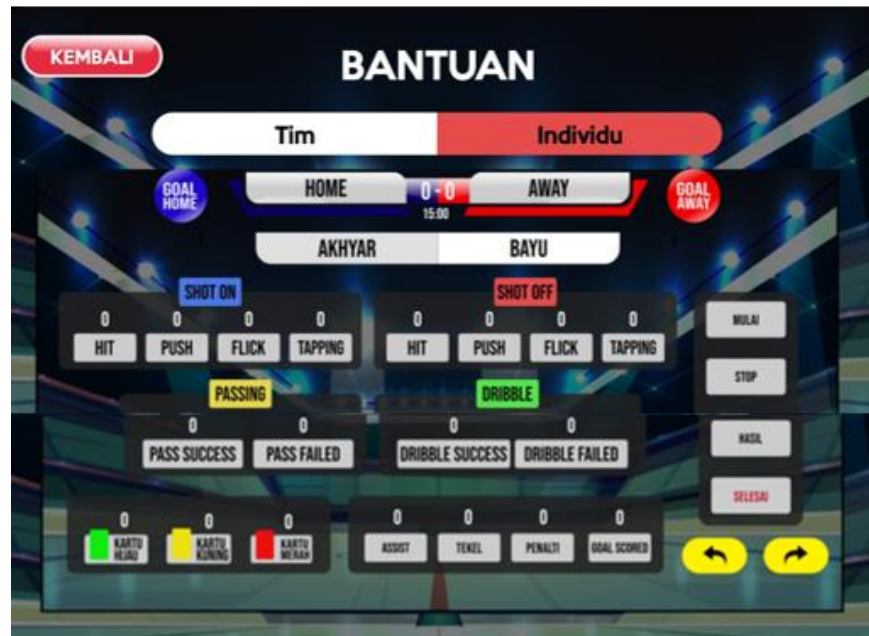 KEMBALI
BANTUAN
Tim Individu
GOAL HOME
HOME 0 - 0 AWAY
GOAL AWAY
15:00
AKHYAR BAYU
SHOT ON SHOT OFF
0 0 0 0 0 0 0 0
HIT PUSH FLICK TAPPING HIT PUSH FLICK TAPPING
MULAI
STOP
PASSING DRIBBLE
0 0 0 0
PASS SUCCESS PASS FAILED DRIBBLE SUCCESS DRIBBLE FAILED
HASIL
SELESAI
0 0 0 0 0 0 0
KARTU HIJAU KARTU KUNING KARTU MERAH ASSIST TEKEL PENALTI GOAL SCORED